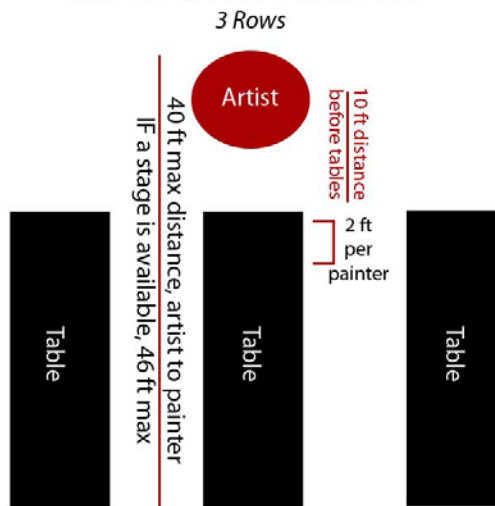 3 Rows
Artist
10 ft distance
before tables
40 ft max distance, artist to painter
IF a stage is available, 46 ft max
2 ft
per
painter
Table
Table
Table